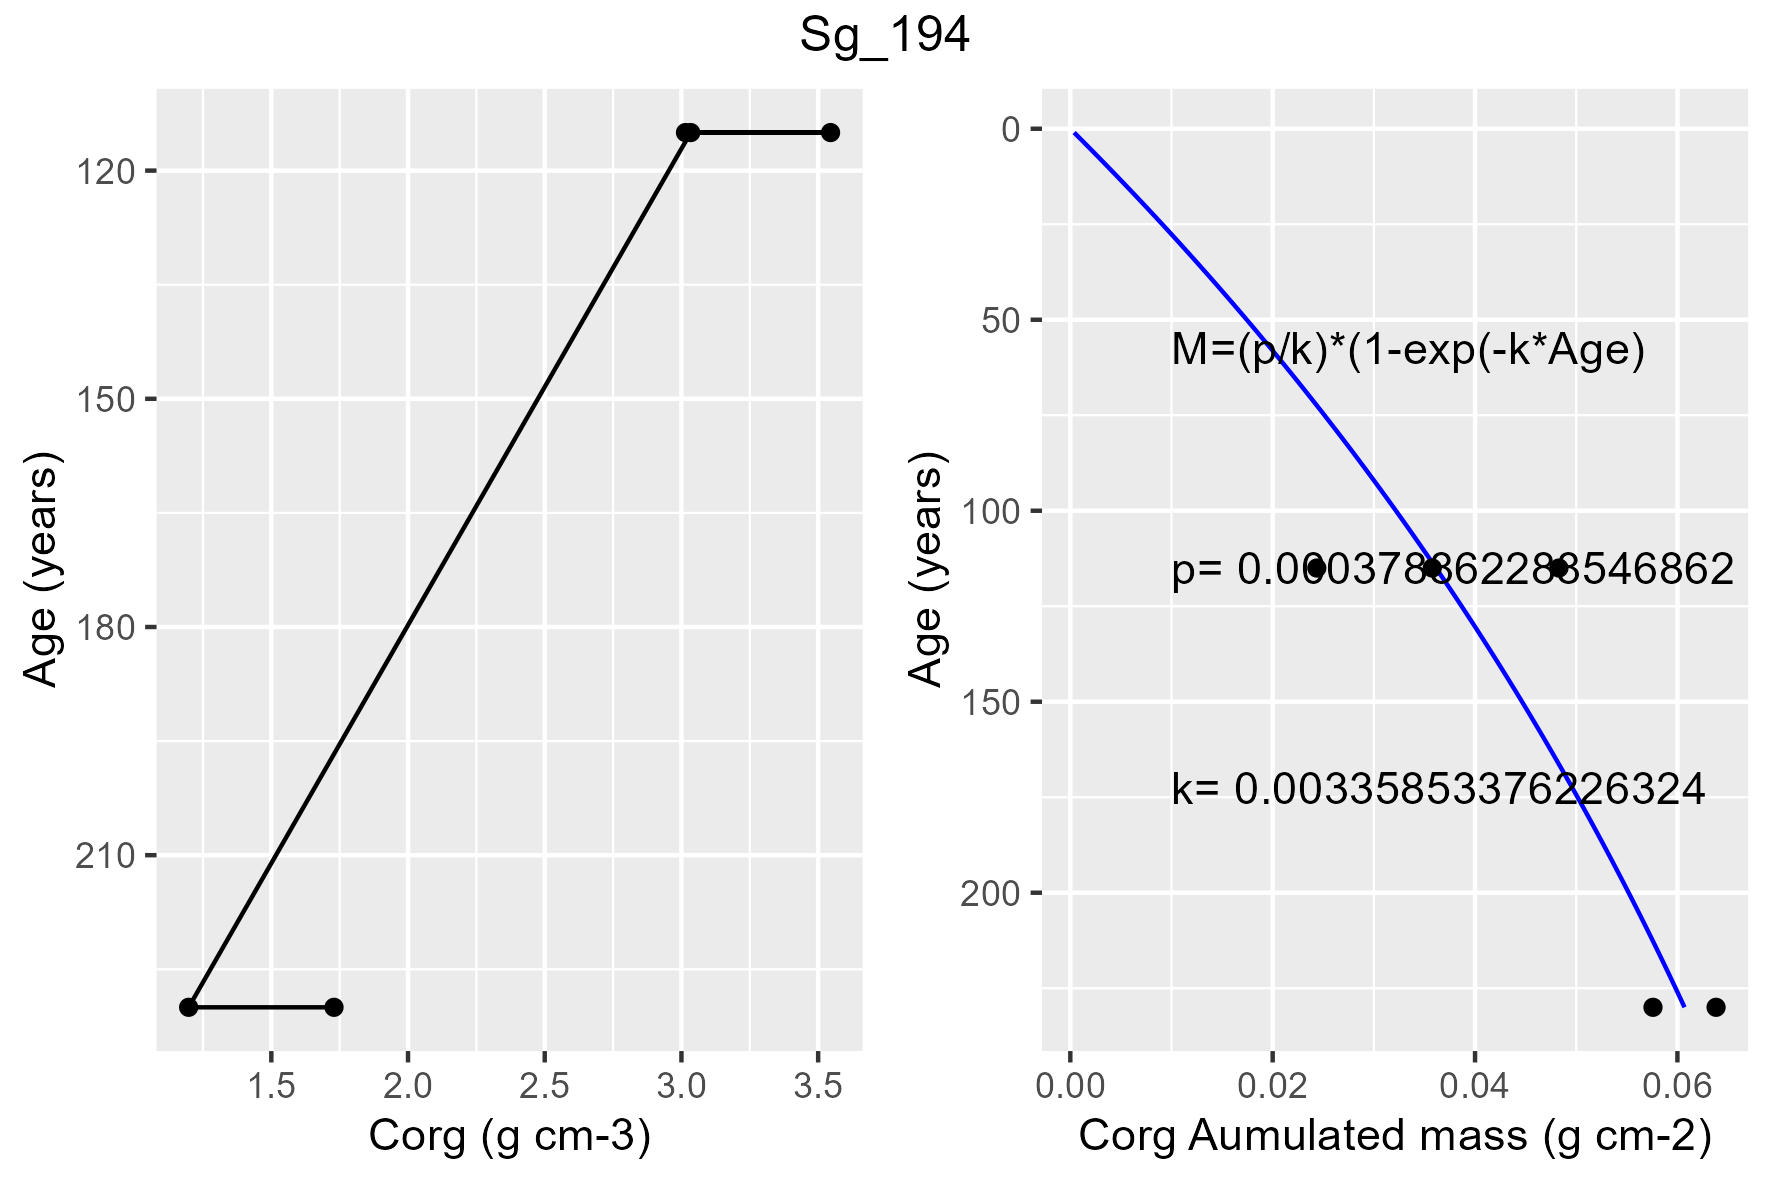 Sg_194
120
150
180
210
Age (years)
1.5 2.0 2.5 3.0 3.5
Corg (g cm-3)
0
50
100
150
200
Age (years)
M=(p/k)*(1-exp(-k*Age)
p=
k= 0.00335853376226324
0.00 0.02 0.04 0.06
Corg Aumulated mass (g cm-2)